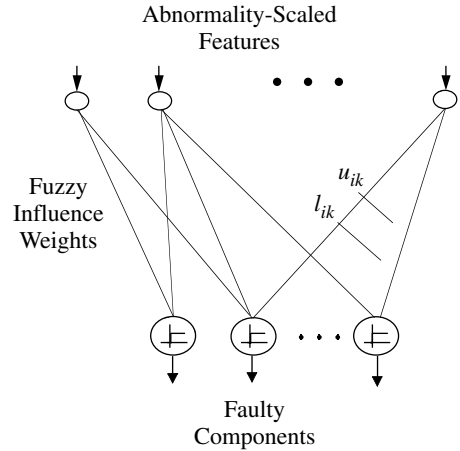 Abnormality-Scaled
Features
u_ik
l_ik
Fuzzy
Influence
Weights
Faulty
Components